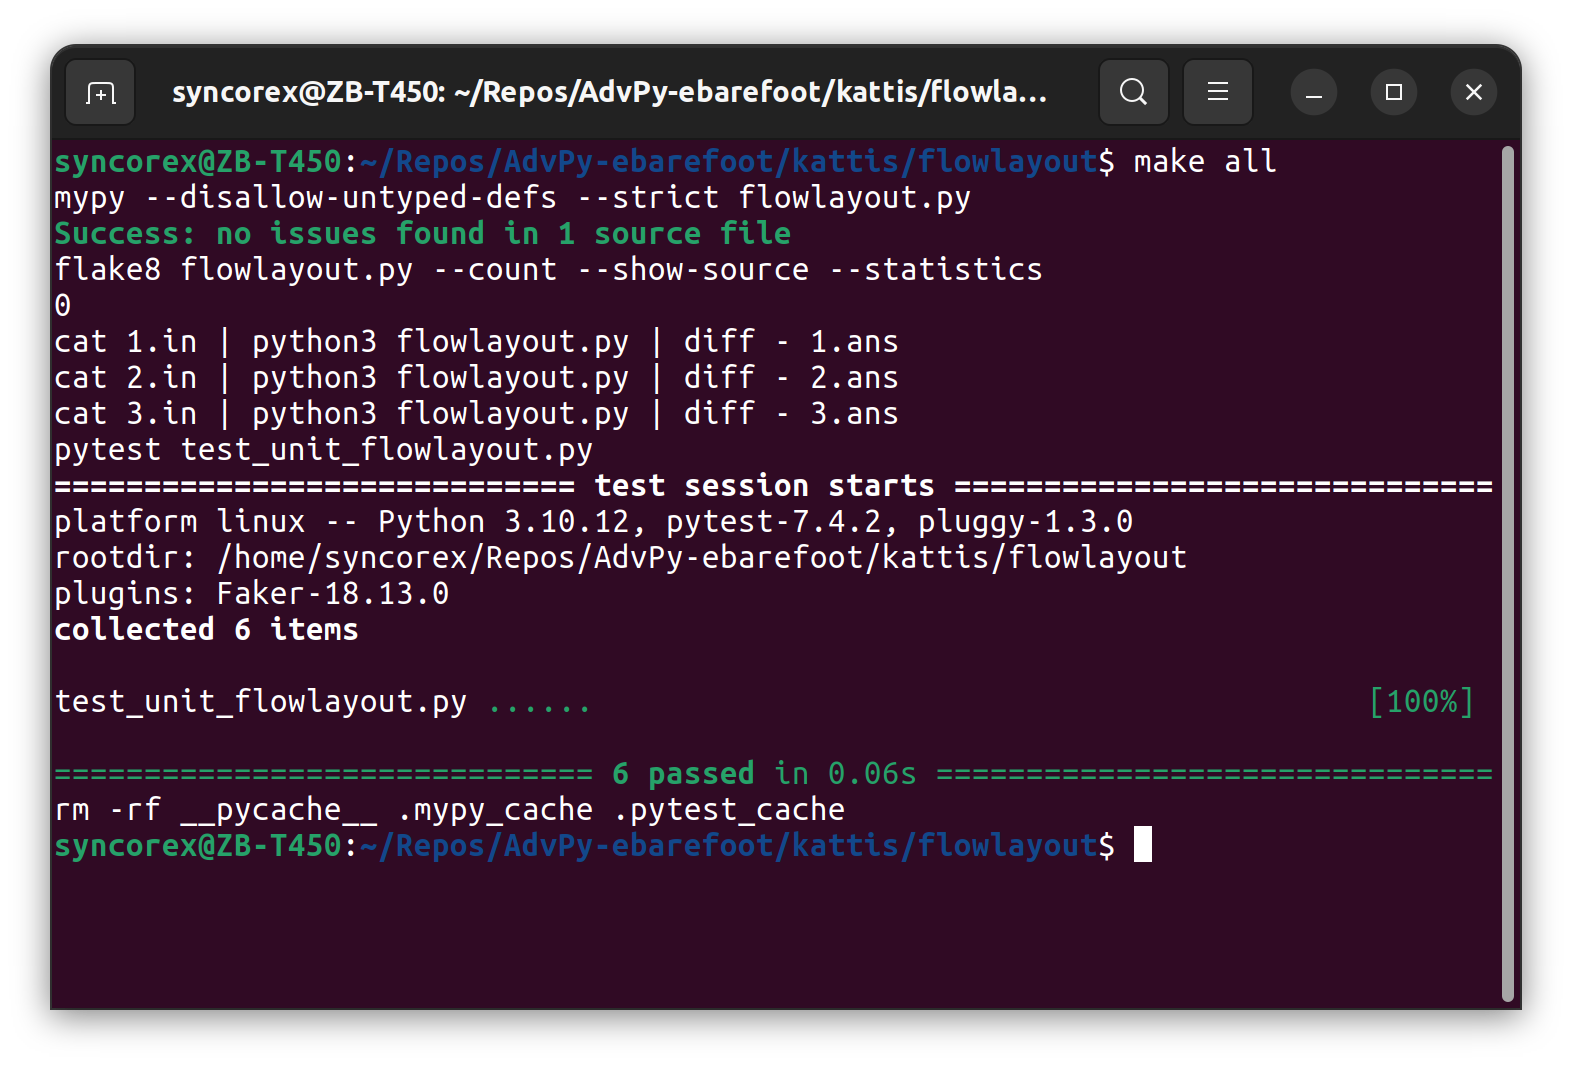 syncorex@ZB-T450: ~/Repos/AdvPy-ebarefoot/kattis/flowla...
syncorex@ZB-T450:~/Repos/AdvPy-ebarefoot/kattis/flowlayout$ make all
mypy --disallow-untyped-defs --strict flowlayout.py
Success: no issues found in 1 source file
flake8 flowlayout.py --count --show-source --statistics
0
cat 1.in | python3 flowlayout.py | diff - 1.ans
cat 2.in | python3 flowlayout.py | diff - 2.ans
cat 3.in | python3 flowlayout.py | diff - 3.ans
pytest test_unit_flowlayout.py
============================= test session starts ==============================
platform linux -- Python 3.10.12, pytest-7.4.2, pluggy-1.3.0
rootdir: /home/syncorex/Repos/AdvPy-ebarefoot/kattis/flowlayout
plugins: Faker-18.13.0
collected 6 items
test_unit_flowlayout.py ...... [100%]
============================== 6 passed in 0.06s ===============================
rm -rf __pycache__ .mypy_cache .pytest_cache
syncorex@ZB-T450:~/Repos/AdvPy-ebarefoot/kattis/flowlayout$